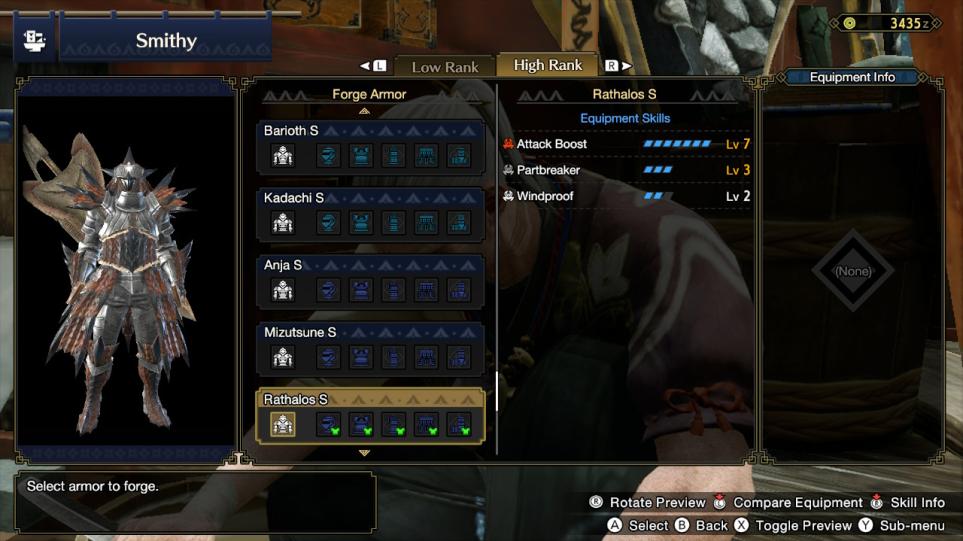 Smithy
3435z
L Low Rank High Rank R
Equipment Info
Forge Armor
Barioth S
Kadachi S
Anja S
Mizutsune S
Rathalos S
Rathalos S
Equipment Skills
Attack Boost Lv 7
Partbreaker Lv 3
Windproof Lv 2
(None)
Select armor to forge.
R Rotate Preview L Compare Equipment R Skill Info
A Select B Back X Toggle Preview Y Sub-menu